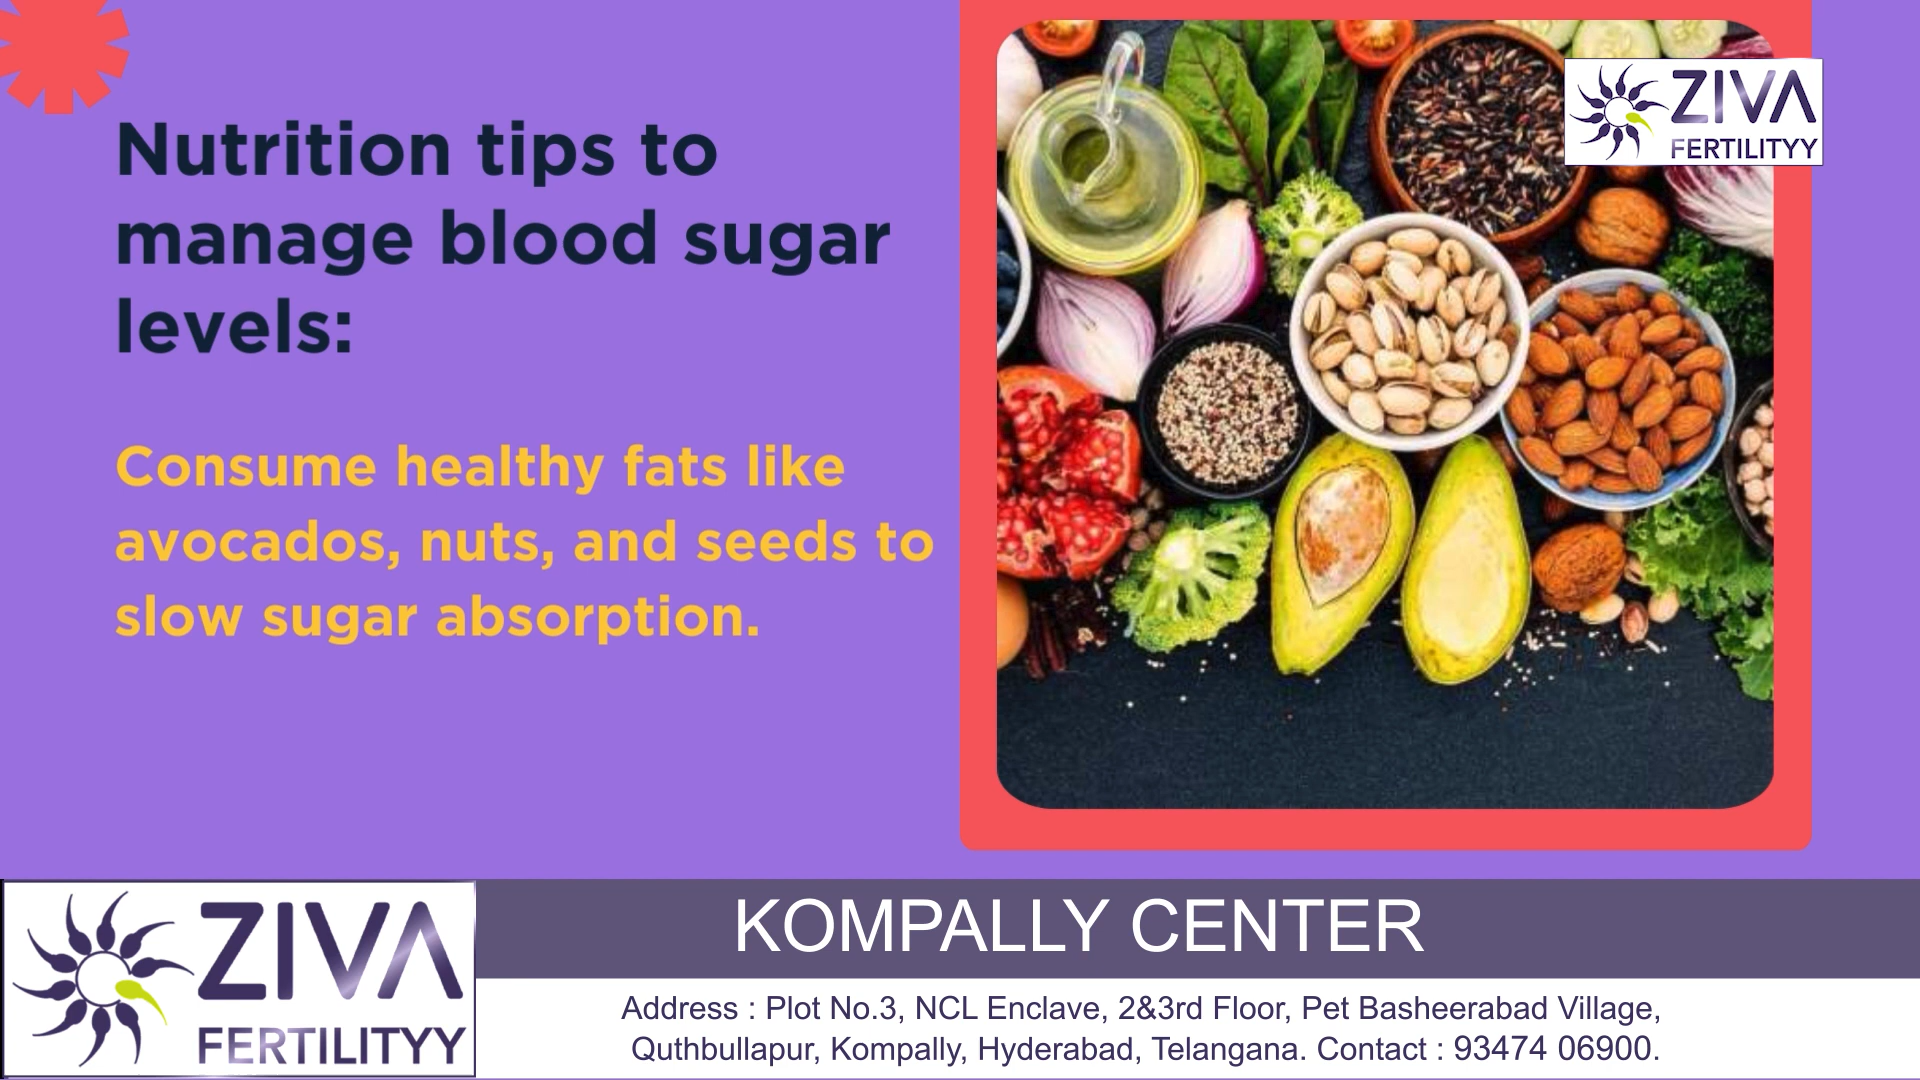 Nutrition tips to
manage blood sugar
levels:
Consume healthy fats like
avocados, nuts, and seeds to
slow sugar absorption.
ZIVA
FERTILITYY
ZIVA
FERTILITYY
KOMPALLY CENTER
Address : Plot No.3, NCL Enclave, 2&3rd Floor, Pet Basheerabad Village,
Quthbullapur, Kompally, Hyderabad, Telangana. Contact : 93474 06900.